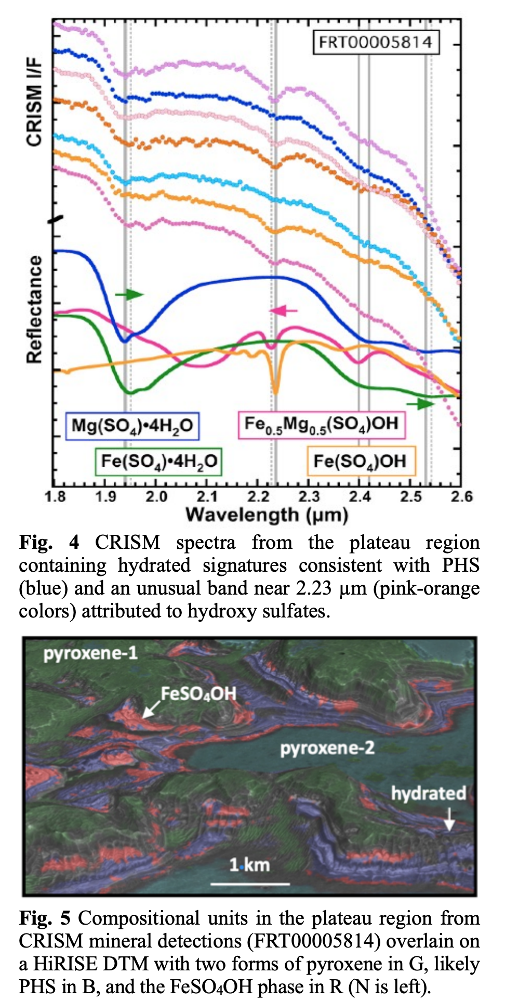 FRT00005814
CRISM I/F
Reflectance
Mg(SO₄)•4H₂O
Fe₀.₅Mg₀.₅(SO₄)OH
Fe(SO₄)•4H₂O
Fe(SO₄)OH
1.8 1.9 2.0 2.1 2.2 2.3 2.4 2.5 2.6
Wavelength (µm)
Fig. 4 CRISM spectra from the plateau region
containing hydrated signatures consistent with PHS
(blue) and an unusual band near 2.23 µm (pink-orange
colors) attributed to hydroxy sulfates.
pyroxene-1
FeSO₄OH
pyroxene-2
hydrated
1 km
Fig. 5 Compositional units in the plateau region from
CRISM mineral detections (FRT00005814) overlain on
a HiRISE DTM with two forms of pyroxene in G, likely
PHS in B, and the FeSO₄OH phase in R (N is left).